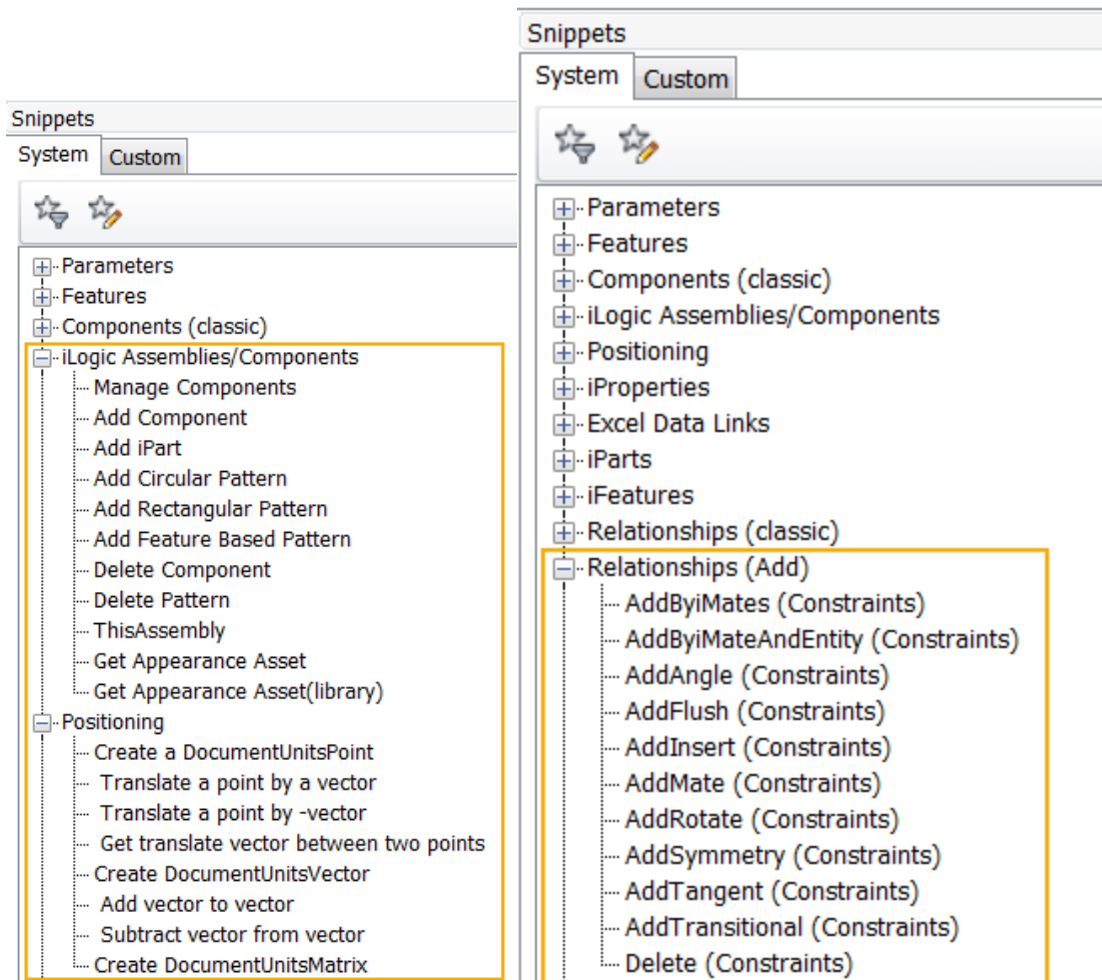 Snippets
System Custom
Parameters
Features
Components (classic)
iLogic Assemblies/Components
Manage Components
Add Component
Add iPart
Add Circular Pattern
Add Rectangular Pattern
Add Feature Based Pattern
Delete Component
Delete Pattern
ThisAssembly
Get Appearance Asset
Get Appearance Asset(library)
Positioning
Create a DocumentUnitsPoint
Translate a point by a vector
Translate a point by -vector
Get translate vector between two points
Create DocumentUnitsVector
Add vector to vector
Subtract vector from vector
Create DocumentUnitsMatrix
Snippets
System Custom
Parameters
Features
Components (classic)
iLogic Assemblies/Components
Positioning
iProperties
Excel Data Links
iParts
iFeatures
Relationships (classic)
Relationships (Add)
AddByiMates (Constraints)
AddByiMateAndEntity (Constraints)
AddAngle (Constraints)
AddFlush (Constraints)
AddInsert (Constraints)
AddMate (Constraints)
AddRotate (Constraints)
AddSymmetry (Constraints)
AddTangent (Constraints)
AddTransitional (Constraints)
Delete (Constraints)